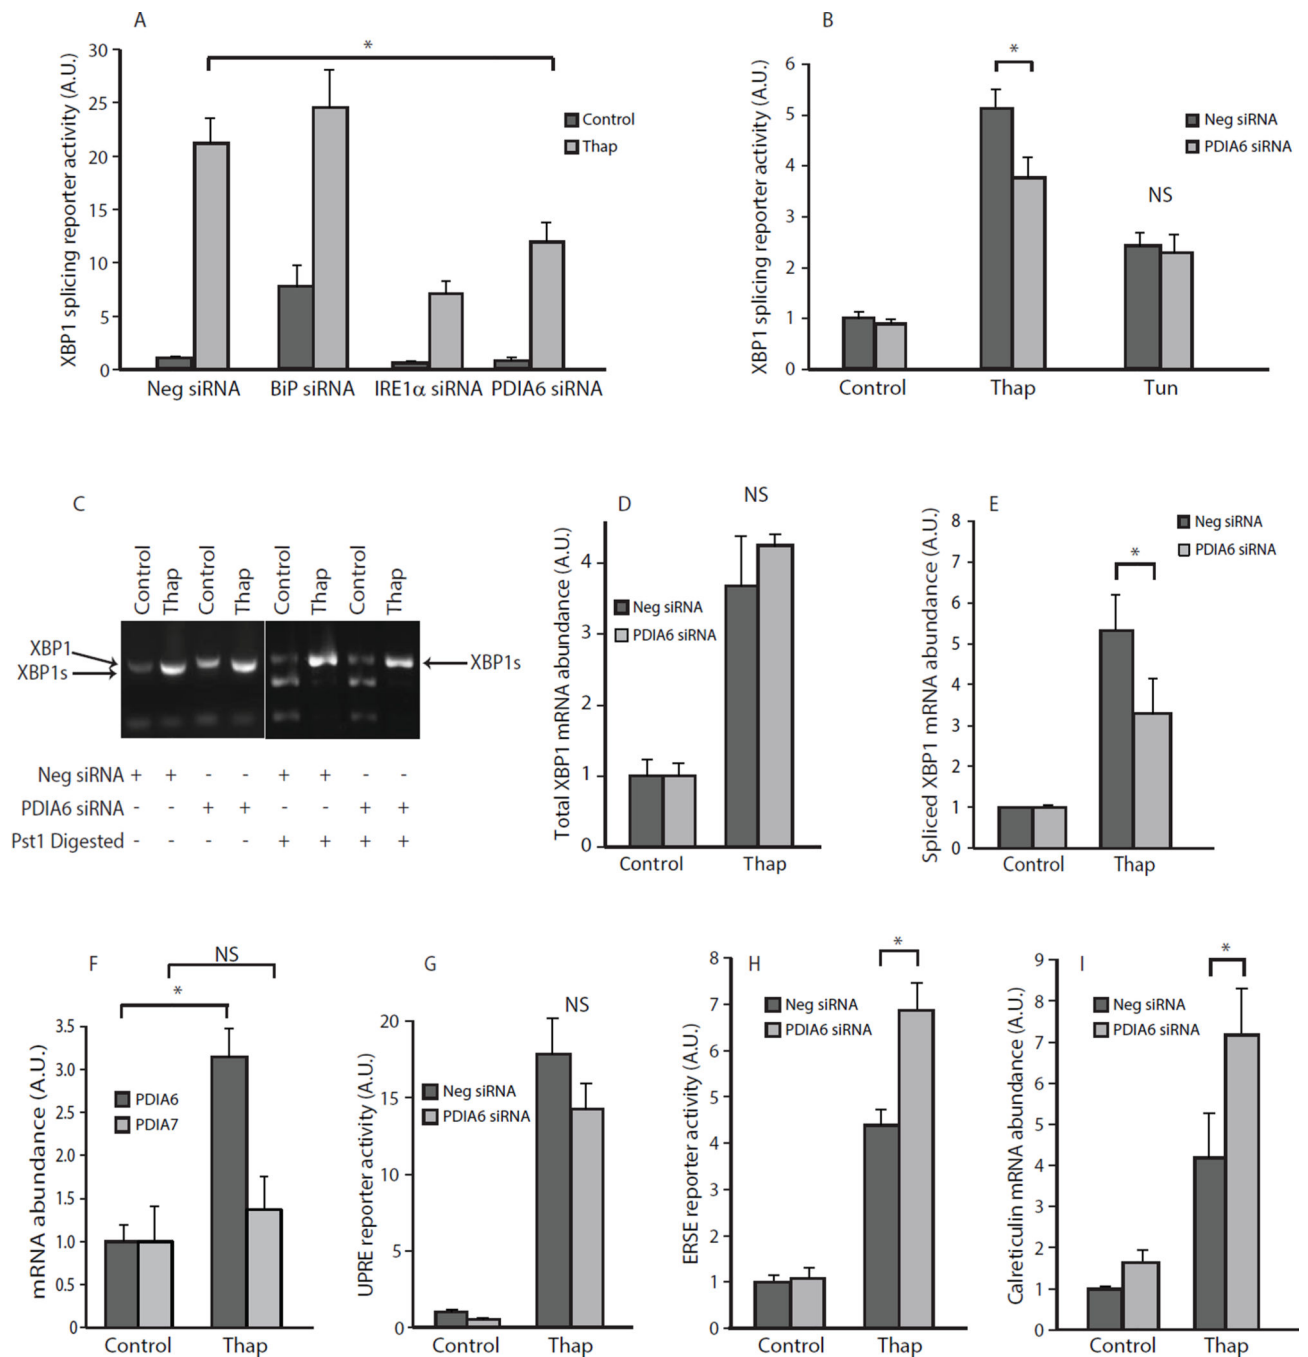 A
XBP1 splicing reporter activity (A.U.)
30
25
20
15
10
5
0
*
Control
Thap
Neg siRNA
BiP siRNA
IRE1α siRNA
PDIA6 siRNA
B
XBP1 splicing reporter activity (A.U.)
6
5
4
3
2
1
0
*
NS
Neg siRNA
PDIA6 siRNA
Control
Thap
Tun
C
Control
Thap
Control
Thap
Control
Thap
Control
Thap
XBP1
XBP1s
XBP1s
Neg siRNA + + - - + + - -
PDIA6 siRNA - - + + - - + +
Pst1 Digested - - - - + + + +
D
NS
Total XBP1 mRNA abundance (A.U.)
4
3
2
1
0
Neg siRNA
PDIA6 siRNA
Control
Thap
E
Spliced XBP1 mRNA abundance (A.U.)
8
7
6
5
4
3
2
1
0
*
Neg siRNA
PDIA6 siRNA
Control
Thap
F
NS
*
mRNA abundance (A.U.)
3.5
3.0
2.5
2.0
1.5
1.0
0.5
0
PDIA6
PDIA7
Control
Thap
G
NS
UPRE reporter activity (A.U.)
20
15
10
5
0
Neg siRNA
PDIA6 siRNA
Control
Thap
H
*
ERSE reporter activity (A.U.)
8
7
6
5
4
3
2
1
0
Neg siRNA
PDIA6 siRNA
Control
Thap
I
*
Calreticulin mRNA abundance (A.U.)
9
8
7
6
5
4
3
2
1
0
Neg siRNA
PDIA6 siRNA
Control
Thap